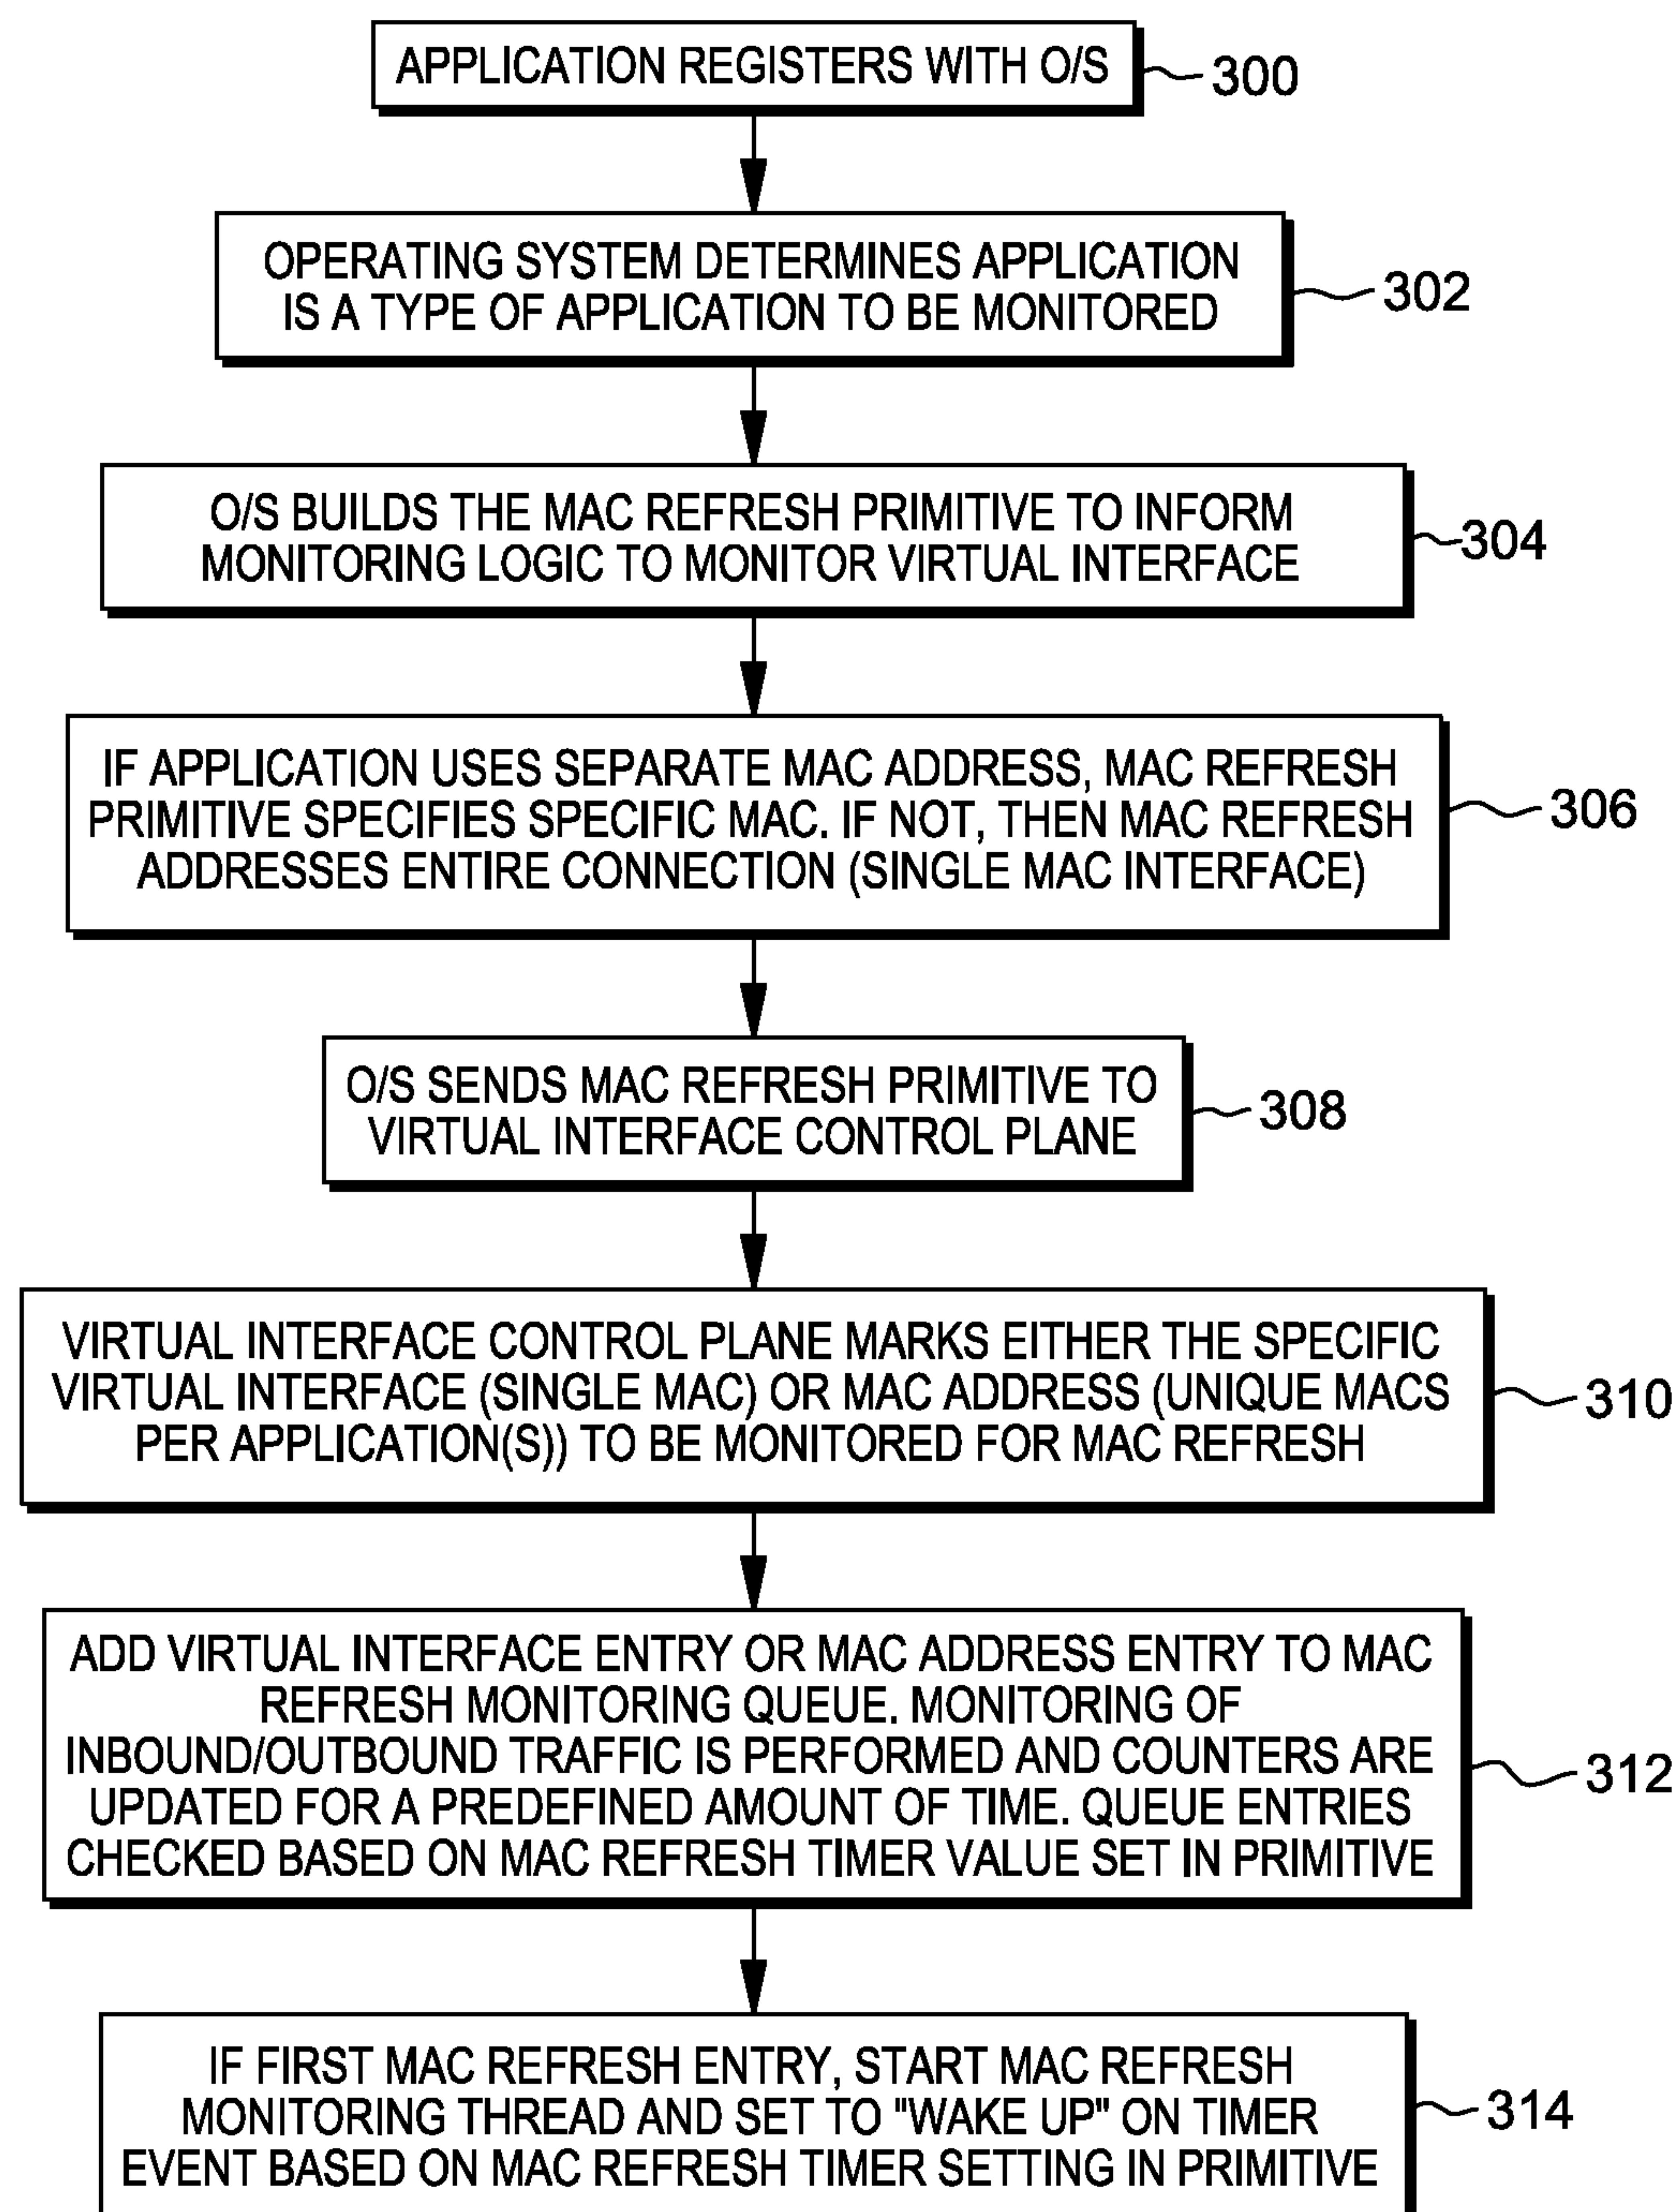 APPLICATION REGISTERS WITH O/S
300
OPERATING SYSTEM DETERMINES APPLICATION
IS A TYPE OF APPLICATION TO BE MONITORED
302
O/S BUILDS THE MAC REFRESH PRIMITIVE TO INFORM
MONITORING LOGIC TO MONITOR VIRTUAL INTERFACE
304
IF APPLICATION USES SEPARATE MAC ADDRESS, MAC REFRESH
PRIMITIVE SPECIFIES SPECIFIC MAC. IF NOT, THEN MAC REFRESH
ADDRESSES ENTIRE CONNECTION (SINGLE MAC INTERFACE)
306
O/S SENDS MAC REFRESH PRIMITIVE TO
VIRTUAL INTERFACE CONTROL PLANE
308
VIRTUAL INTERFACE CONTROL PLANE MARKS EITHER THE SPECIFIC
VIRTUAL INTERFACE (SINGLE MAC) OR MAC ADDRESS (UNIQUE MACS
PER APPLICATION(S)) TO BE MONITORED FOR MAC REFRESH
310
ADD VIRTUAL INTERFACE ENTRY OR MAC ADDRESS ENTRY TO MAC
REFRESH MONITORING QUEUE. MONITORING OF
INBOUND/OUTBOUND TRAFFIC IS PERFORMED AND COUNTERS ARE
UPDATED FOR A PREDEFINED AMOUNT OF TIME. QUEUE ENTRIES
CHECKED BASED ON MAC REFRESH TIMER VALUE SET IN PRIMITIVE
312
IF FIRST MAC REFRESH ENTRY, START MAC REFRESH
MONITORING THREAD AND SET TO "WAKE UP" ON TIMER
EVENT BASED ON MAC REFRESH TIMER SETTING IN PRIMITIVE
314